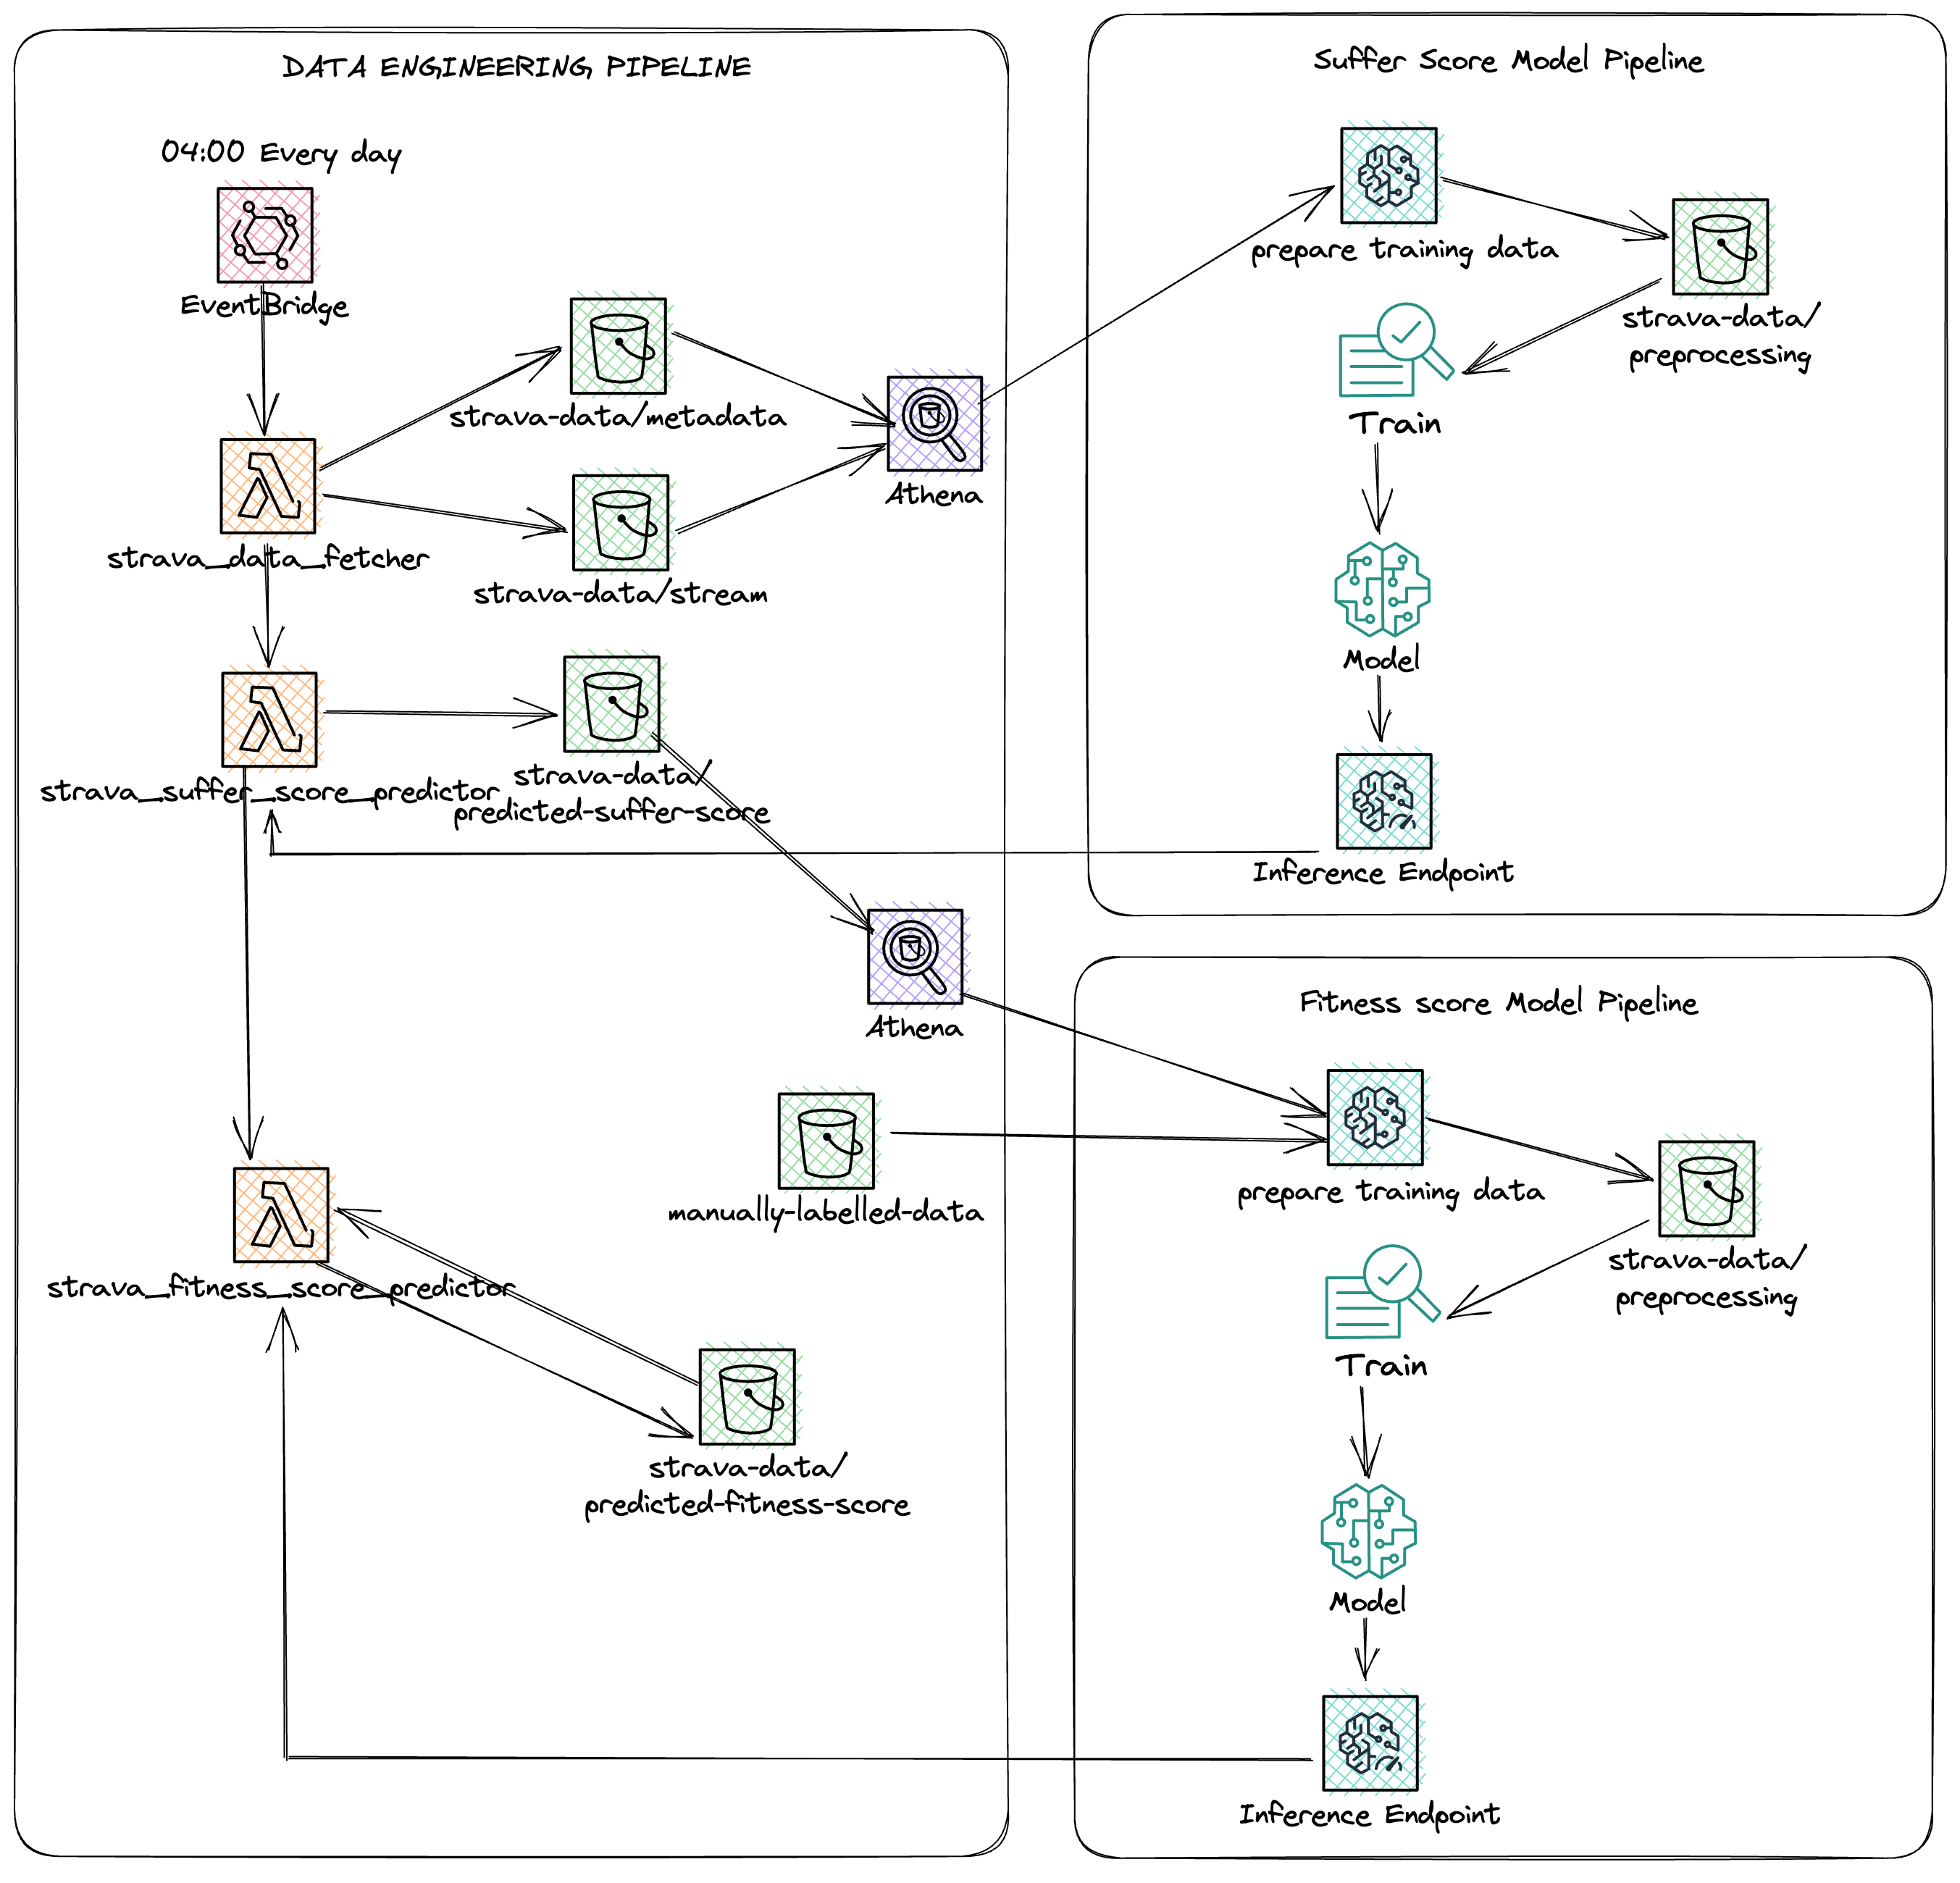 DATA ENGINEERING PIPELINE
04:00 Every day
EventBridge
strava_data_fetcher
strava-data/metadata
strava-data/stream
Athena
strava_suffer_score_predictor
strava-data/
predicted-suffer-score
Athena
manually-labelled-data
strava_fitness_score_predictor
strava-data/
predicted-fitness-score
Suffer Score Model Pipeline
prepare training data
strava-data/
preprocessing
Train
Model
Inference Endpoint
Fitness score Model Pipeline
prepare training data
strava-data/
preprocessing
Train
Model
Inference Endpoint